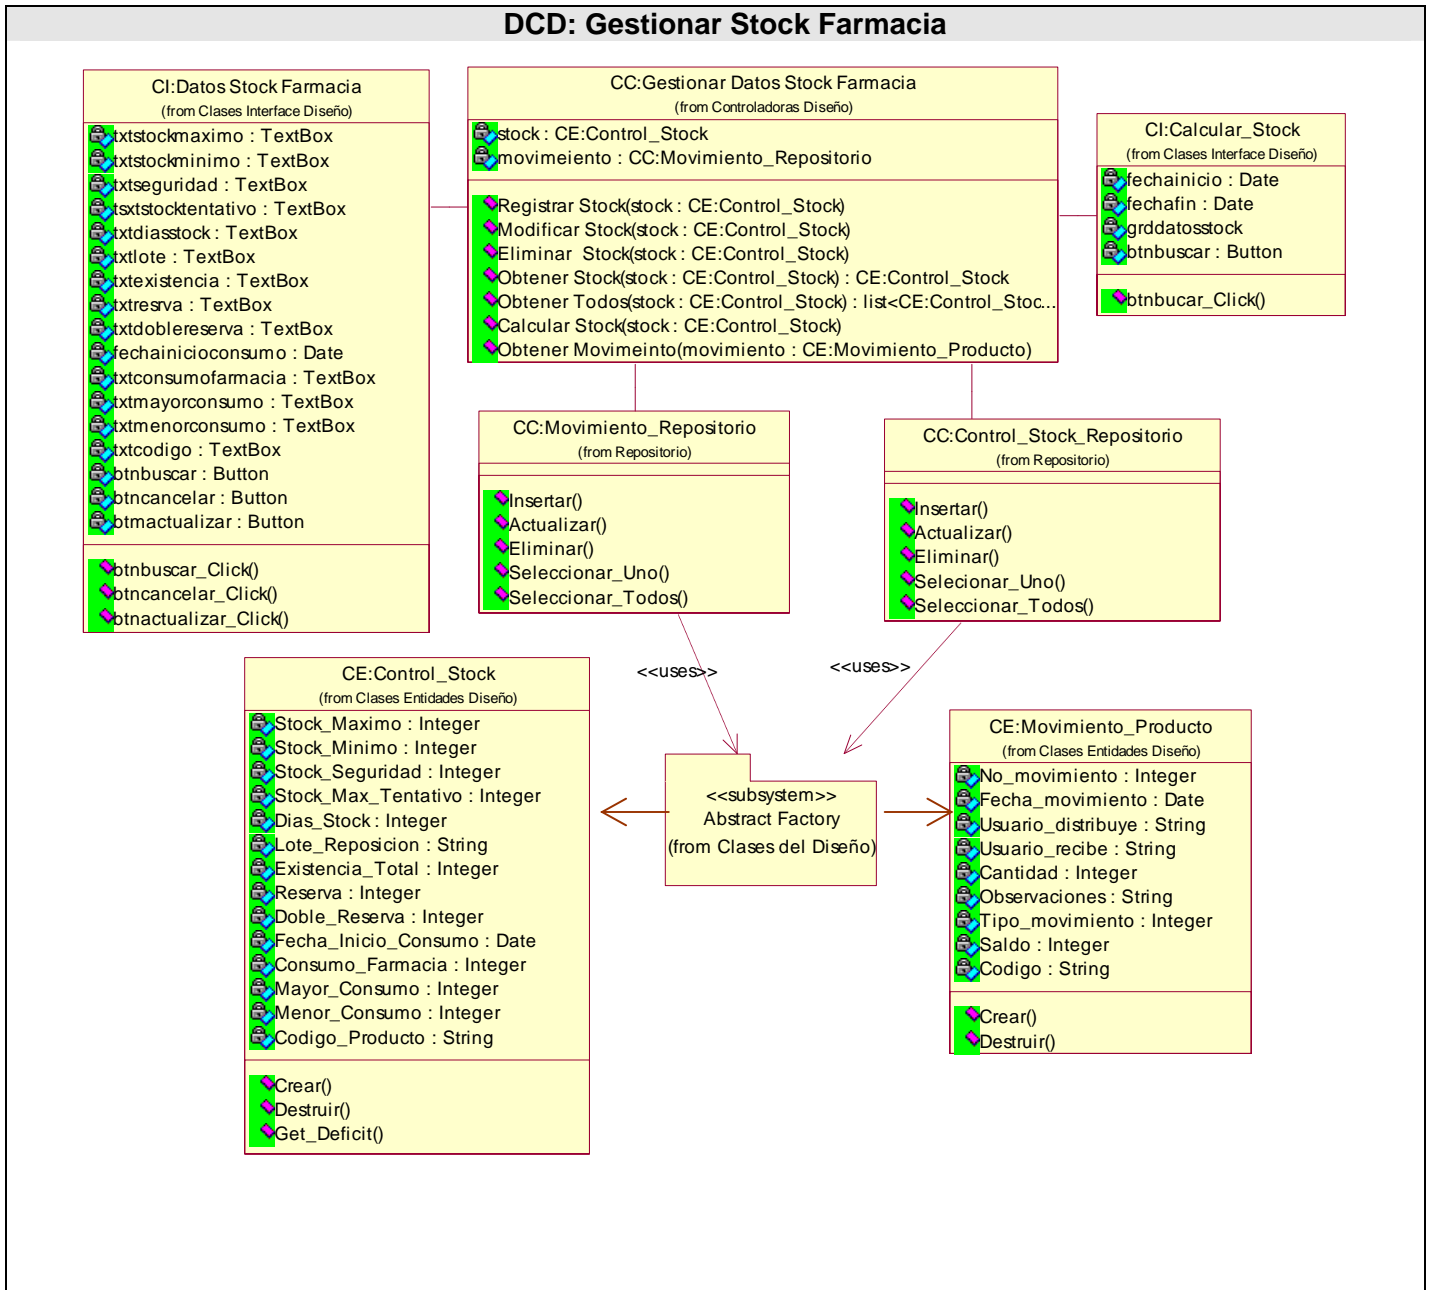 DCD: Gestionar Stock Farmacia
CI:Datos Stock Farmacia
(from Clases Interface Diseño)
txtstockmaximo : TextBox
txtstockminimo : TextBox
txtseguridad : TextBox
tsxtstocktentativo : TextBox
txtdiasstock : TextBox
txtlote : TextBox
txtexistencia : TextBox
txtresrva : TextBox
txtdoblereserva : TextBox
fechainicioconsumo : Date
txtconsumofarmacia : TextBox
txtmayorconsumo : TextBox
txtmenorconsumo : TextBox
txtcodigo : TextBox
btnbuscar : Button
btncancelar : Button
btmactualizar : Button
btnbuscar_Click()
btncancelar_Click()
btnactualizar_Click()
CC:Gestionar Datos Stock Farmacia
(from Controladoras Diseño)
stock : CE:Control_Stock
movimeiento : CC:Movimiento_Repositorio
Registrar Stock(stock : CE:Control_Stock)
Modificar Stock(stock : CE:Control_Stock)
Eliminar Stock(stock : CE:Control_Stock)
Obtener Stock(stock : CE:Control_Stock) : CE:Control_Stock
Obtener Todos(stock : CE:Control_Stock) : list<CE:Control_Stoc...
Calcular Stock(stock : CE:Control_Stock)
Obtener Movimeinto(movimiento : CE:Movimiento_Producto)
CI:Calcular_Stock
(from Clases Interface Diseño)
fechainicio : Date
fechafin : Date
grddatosstock
btnbuscar : Button
btnbucar_Click()
CC:Movimiento_Repositorio
(from Repositorio)
Insertar()
Actualizar()
Eliminar()
Seleccionar_Uno()
Seleccionar_Todos()
CC:Control_Stock_Repositorio
(from Repositorio)
Insertar()
Actualizar()
Eliminar()
Selecionar_Uno()
Seleccionar_Todos()
<<uses>>
<<uses>>
CE:Control_Stock
(from Clases Entidades Diseño)
Stock_Maximo : Integer
Stock_Minimo : Integer
Stock_Seguridad : Integer
Stock_Max_Tentativo : Integer
Dias_Stock : Integer
Lote_Reposicion : String
Existencia_Total : Integer
Reserva : Integer
Doble_Reserva : Integer
Fecha_Inicio_Consumo : Date
Consumo_Farmacia : Integer
Mayor_Consumo : Integer
Menor_Consumo : Integer
Codigo_Producto : String
Crear()
Destruir()
Get_Deficit()
<<subsystem>>
Abstract Factory
(from Clases del Diseño)
CE:Movimiento_Producto
(from Clases Entidades Diseño)
No_movimiento : Integer
Fecha_movimiento : Date
Usuario_distribuye : String
Usuario_recibe : String
Cantidad : Integer
Observaciones : String
Tipo_movimiento : Integer
Saldo : Integer
Codigo : String
Crear()
Destruir()